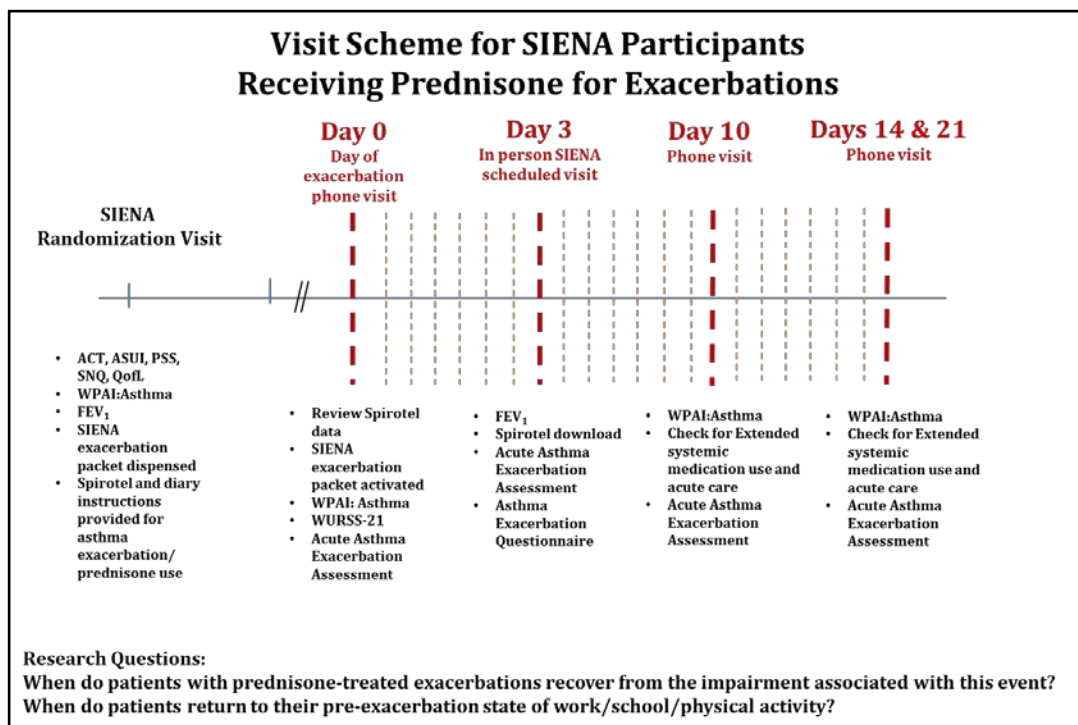 Visit Scheme for SIENA Participants
Receiving Prednisone for Exacerbations
Day 0
Day of
exacerbation
phone visit
Day 3
In person SIENA
scheduled visit
Day 10
Phone visit
Days 14 & 21
Phone visit
SIENA
Randomization Visit
//
• ACT, ASUI, PSS,
SNQ, QofL
• WPAI:Asthma
• FEV₁
• SIENA
exacerbation
packet dispensed
• Spirotel and diary
instructions
provided for
asthma
exacerbation/
prednisone use
• Review Spirotel
data
• SIENA
exacerbation
packet activated
• WPAI: Asthma
• WURSS-21
• Acute Asthma
Exacerbation
Assessment
• FEV₁
• Spirotel download
• Acute Asthma
Exacerbation
Assessment
• Asthma
Exacerbation
Questionnaire
• WPAI:Asthma
• Check for Extended
systemic
medication use and
acute care
• Acute Asthma
Exacerbation
Assessment
• WPAI:Asthma
• Check for Extended
systemic
medication use and
acute care
• Acute Asthma
Exacerbation
Assessment
Research Questions:
When do patients with prednisone-treated exacerbations recover from the impairment associated with this event?
When do patients return to their pre-exacerbation state of work/school/physical activity?